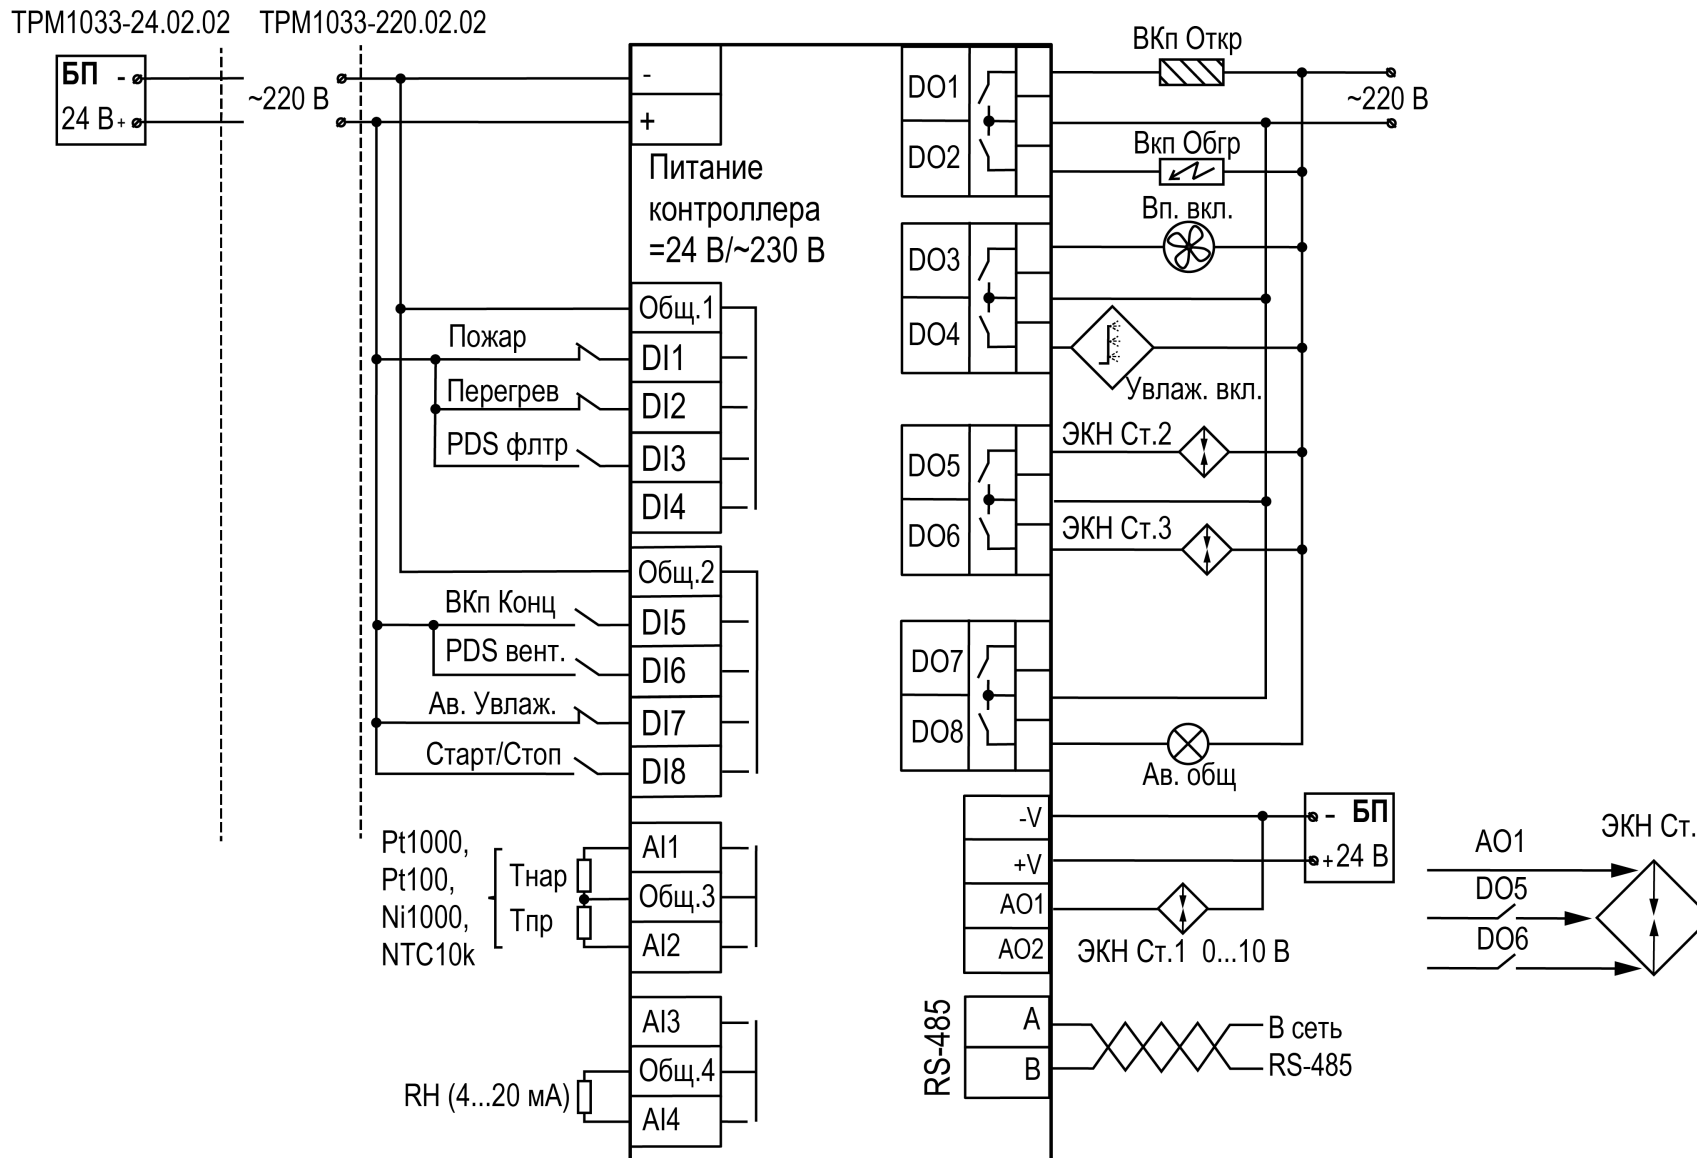 ТРМ1033-24.02.02
ТРМ1033-220.02.02
БП -
24 В +
~220 В
-
+
Питание
контроллера
=24 В/~230 В
Общ.1
Пожар
DI1
Перегрев
DI2
PDS флтр
DI3
DI4
Общ.2
ВКп Конц
DI5
PDS вент.
DI6
Ав. Увлаж.
DI7
Старт/Стоп
DI8
Pt1000,
Pt100,
Ni1000,
NTC10k
Тнар
Тпр
AI1
Общ.3
AI2
AI3
Общ.4
RH (4...20 мА)
AI4
DO1
DO2
ВКп Откр
~220 В
Вкп Обгр
Вп. вкл.
DO3
DO4
Увлаж. вкл.
ЭКН Ст.2
DO5
DO6
ЭКН Ст.3
DO7
DO8
Ав. общ
-V
+V
AO1
AO2
- БП
+ 24 В
ЭКН Ст.1 0...10 В
RS-485
A
B
В сеть
RS-485
AO1
DO5
DO6
ЭКН Ст.